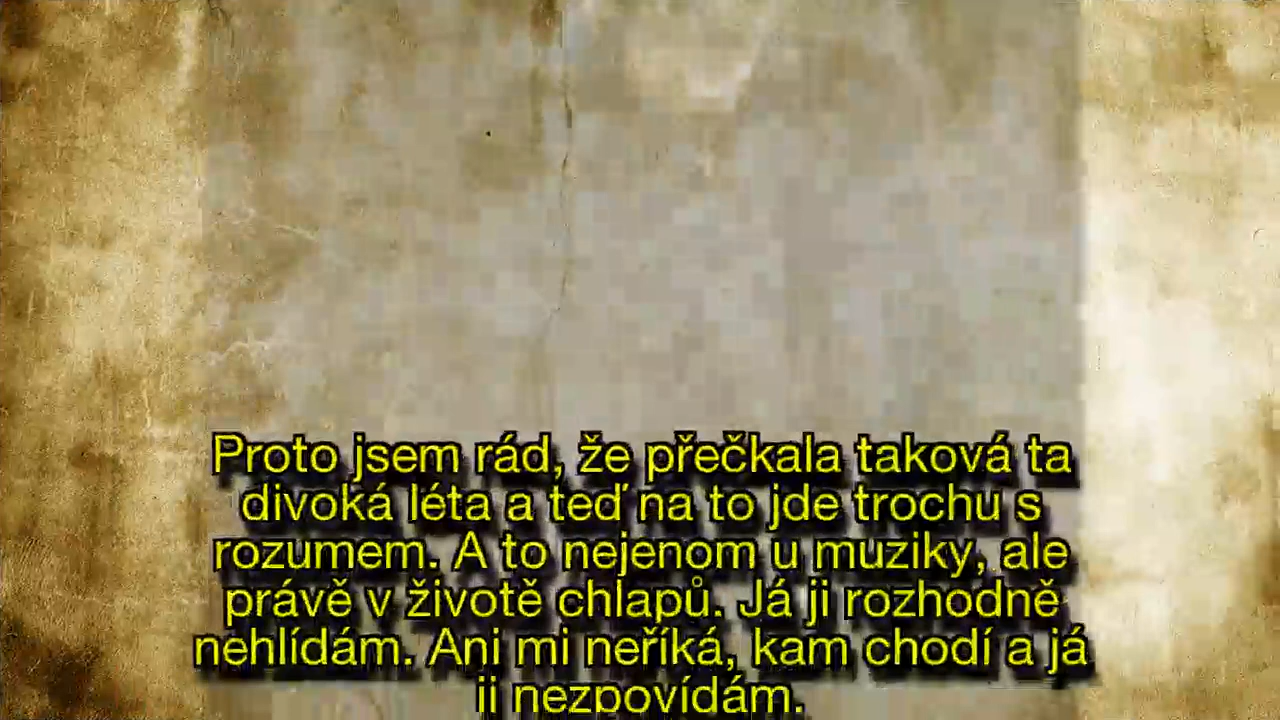 Proto jsem rád, že přečkala taková ta
divoká léta a teď na to jde trochu s
rozumem. A to nejenom u muziky, ale
právě v životě chlapů. Já ji rozhodně
nehlídám. Ani mi neříká, kam chodí a já
ji nezpovídám.